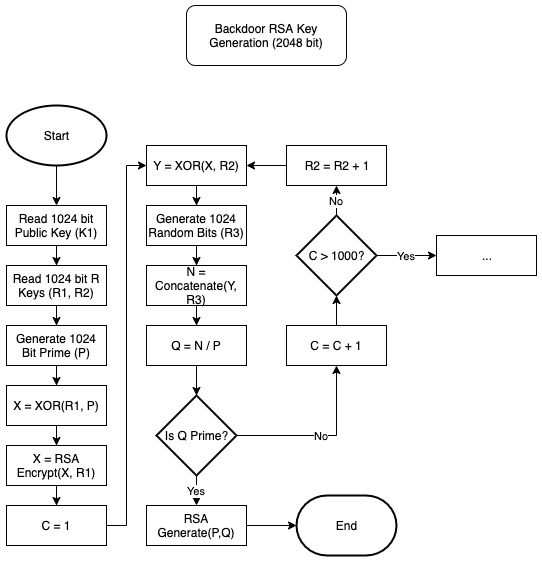 Backdoor RSA Key
Generation (2048 bit)
Start
Read 1024 bit
Public Key (K1)
Read 1024 bit R
Keys (R1, R2)
Generate 1024
Bit Prime (P)
X = XOR(R1, P)
X = RSA
Encrypt(X, R1)
C = 1
Y = XOR(X, R2)
Generate 1024
Random Bits (R3)
N =
Concatenate(Y,
R3)
Q = N / P
Is Q Prime?
Yes
RSA
Generate(P,Q)
End
No
C = C + 1
C > 1000?
No
R2 = R2 + 1
Yes
...